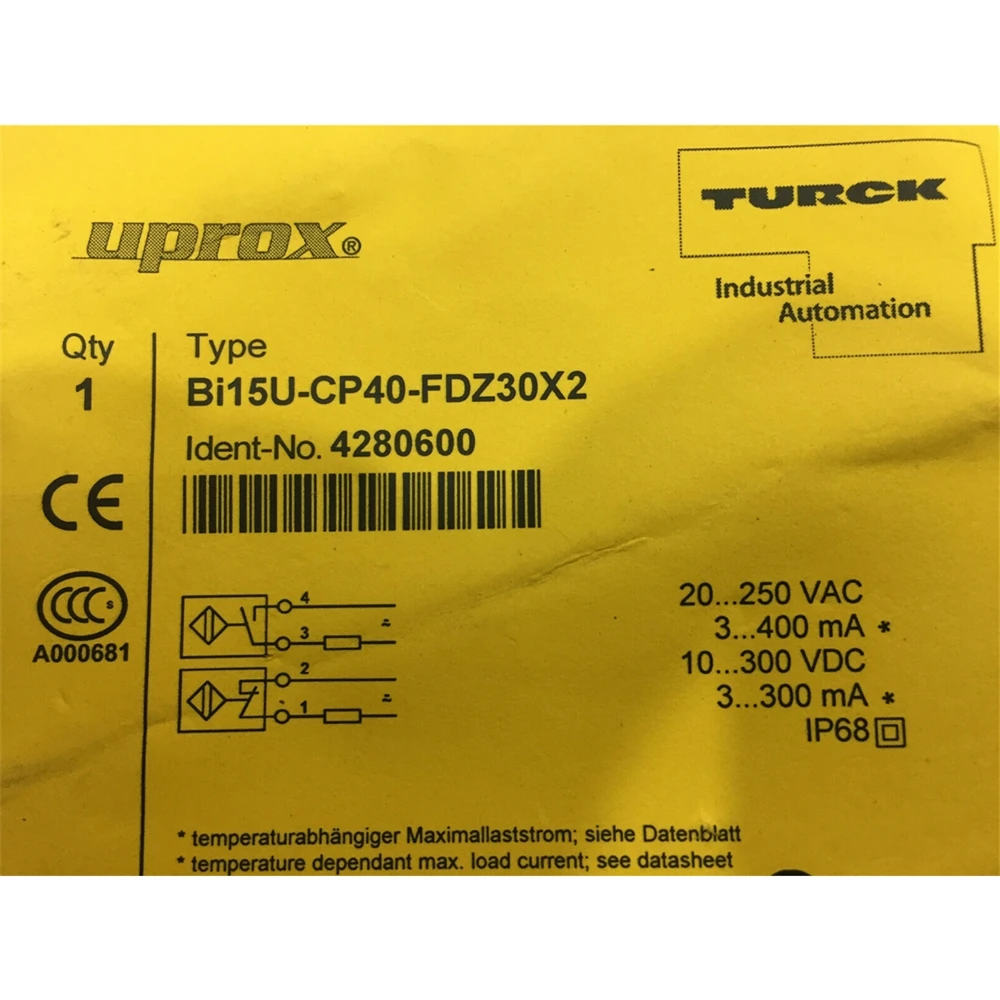 uprox®
TURCK
Industrial
Automation
Qty
1
Type
Bi15U-CP40-FDZ30X2
Ident-No. 4280600
CE
CCC S
A000681
4
3
2
1
20...250 VAC
3...400 mA *
10...300 VDC
3...300 mA *
IP68
* temperaturabhängiger Maximallaststrom; siehe Datenblatt
* temperature dependant max. load current; see datasheet